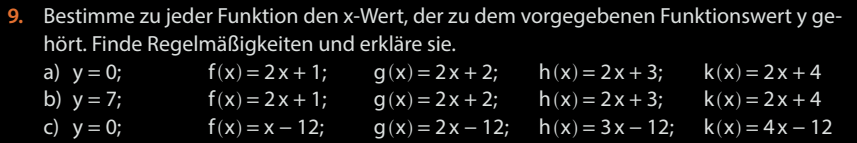 9. Bestimme zu jeder Funktion den x-Wert, der zu dem vorgegebenen Funktionswert y ge-
hört. Finde Regelmäßigkeiten und erkläre sie.
a) y = 0; f(x) = 2x + 1; g(x) = 2x + 2; h(x) = 2x + 3; k(x) = 2x + 4
b) y = 7; f(x) = 2x + 1; g(x) = 2x + 2; h(x) = 2x + 3; k(x) = 2x + 4
c) y = 0; f(x) = x − 12; g(x) = 2x − 12; h(x) = 3x − 12; k(x) = 4x − 12